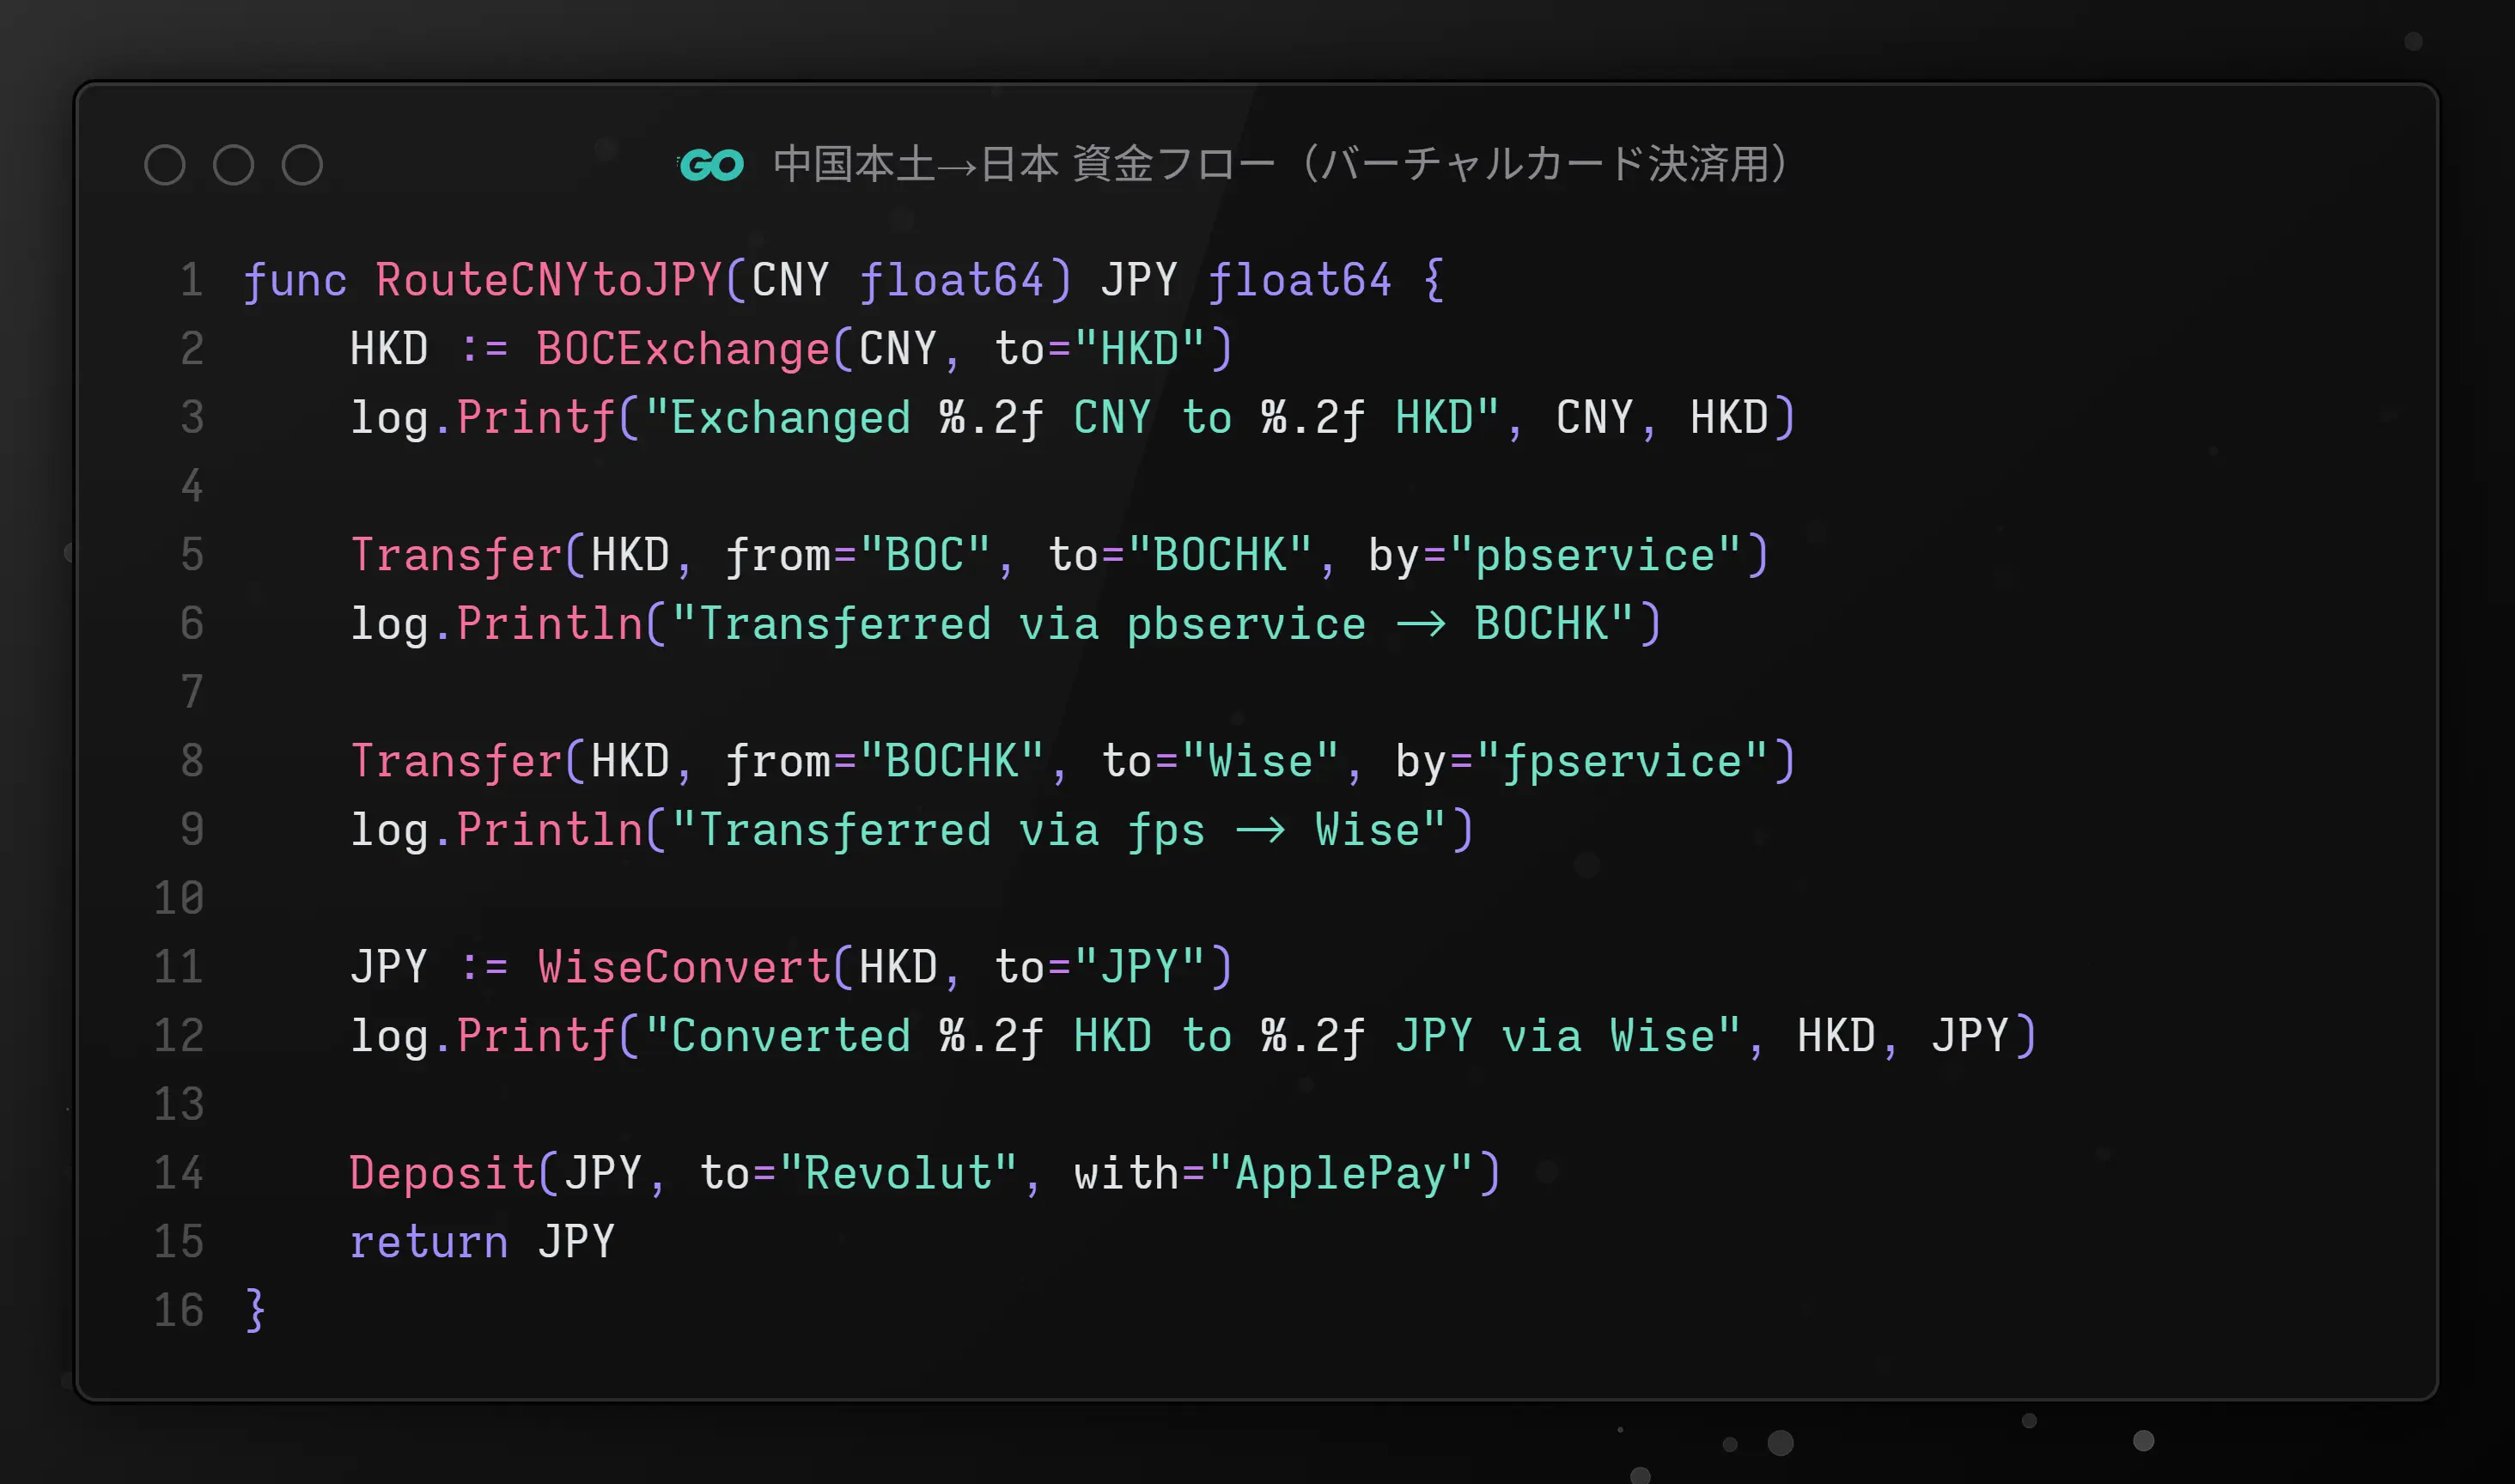 GO 中国本土→日本 資金フロー（バーチャルカード決済用）
1 func RouteCNYtoJPY(CNY float64) JPY float64 {
2     HKD := BOCExchange(CNY, to="HKD")
3     log.Printf("Exchanged %.2f CNY to %.2f HKD", CNY, HKD)
4
5     Transfer(HKD, from="BOC", to="BOCHK", by="pbservice")
6     log.Println("Transferred via pbservice → BOCHK")
7
8     Transfer(HKD, from="BOCHK", to="Wise", by="fpservice")
9     log.Println("Transferred via fps → Wise")
10
11     JPY := WiseConvert(HKD, to="JPY")
12     log.Printf("Converted %.2f HKD to %.2f JPY via Wise", HKD, JPY)
13
14     Deposit(JPY, to="Revolut", with="ApplePay")
15     return JPY
16 }